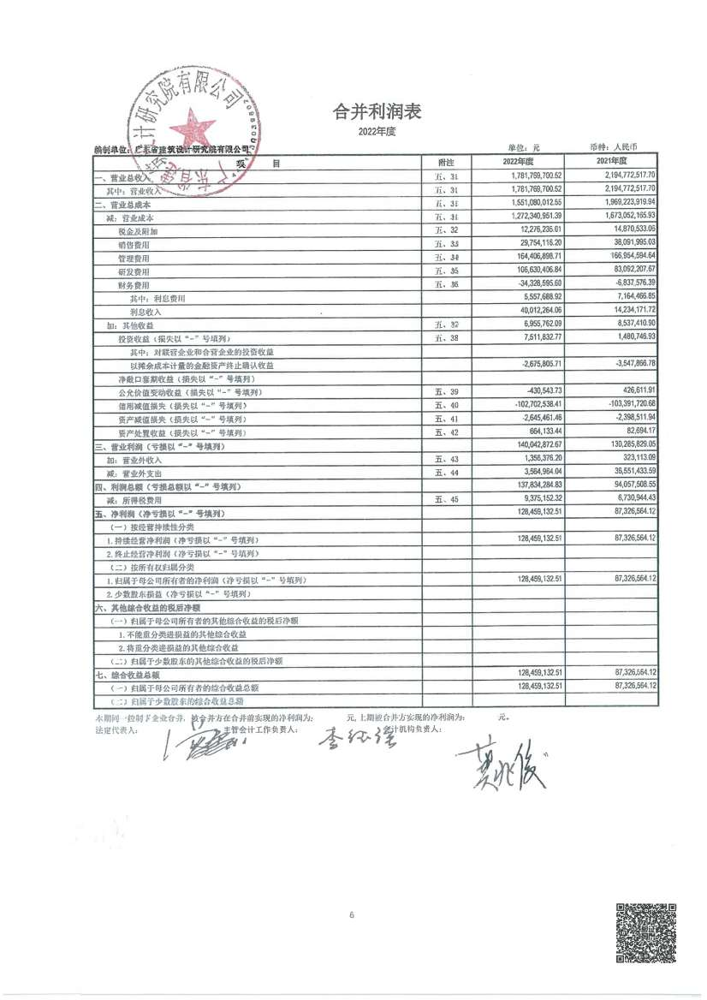 合并利润表
2022年度
编制单位：广东省建筑设计研究院有限公司 单位：元 币种：人民币
项 目 附注 2022年度 2021年度
一、营业总收入 五、31 1,781,769,700.52 2,194,772,517.70
其中：营业收入 五、31 1,781,769,700.52 2,194,772,517.70
二、营业总成本 五、31 1,551,080,012.55 1,969,223,919.94
减：营业成本 五、31 1,272,340,951.39 1,673,052,165.93
税金及附加 五、32 12,276,235.01 14,870,533.06
销售费用 五、33 29,754,116.20 38,091,995.03
管理费用 五、34 164,406,898.71 166,954,594.64
研发费用 五、35 106,630,406.84 83,092,207.67
财务费用 五、36 -34,328,595.60 -6,837,576.39
其中：利息费用 5,557,688.92 7,164,466.85
利息收入 40,012,264.06 14,234,171.72
加：其他收益 五、37 6,955,762.09 8,537,410.90
投资收益（损失以“-”号填列） 五、38 7,511,832.77 1,480,746.93
其中：对联营企业和合营企业的投资收益
以摊余成本计量的金融资产终止确认收益 -2,675,805.71 -3,547,866.78
净敞口套期收益（损失以“-”号填列）
公允价值变动收益（损失以“-”号填列） 五、39 -430,543.73 426,611.91
信用减值损失（损失以“-”号填列） 五、40 -102,702,538.41 -103,391,720.68
资产减值损失（损失以“-”号填列） 五、41 -2,645,461.46 -2,398,511.94
资产处置收益（损失以“-”号填列） 五、42 664,133.44 82,694.17
三、营业利润（亏损以“-”号填列） 140,042,872.67 130,285,829.05
加：营业外收入 五、43 1,356,376.20 323,113.09
减：营业外支出 五、44 3,564,964.04 36,551,433.59
四、利润总额（亏损总额以“-”号填列） 137,834,284.83 94,057,508.55
减：所得税费用 五、45 9,375,152.32 6,730,944.43
五、净利润（净亏损以“-”号填列） 128,459,132.51 87,326,564.12
（一）按经营持续性分类
1.持续经营净利润（净亏损以“-”号填列） 128,459,132.51 87,326,564.12
2.终止经营净利润（净亏损以“-”号填列）
（二）按所有权归属分类
1.归属于母公司所有者的净利润（净亏损以“-”号填列） 128,459,132.51 87,326,564.12
2.少数股东损益（净亏损以“-”号填列）
六、其他综合收益的税后净额
（一）归属于母公司所有者的其他综合收益的税后净额
1.不能重分类进损益的其他综合收益
2.将重分类进损益的其他综合收益
（二）归属于少数股东的其他综合收益的税后净额
七、综合收益总额 128,459,132.51 87,326,564.12
（一）归属于母公司所有者的综合收益总额 128,459,132.51 87,326,564.12
（二）归属于少数股东的综合收益总额
本期同一控制下企业合并，被合并方在合并前实现的净利润为： 元，上期被合并方实现的净利润为： 元。
法定代表人： 主管会计工作负责人： 会计机构负责人：
6